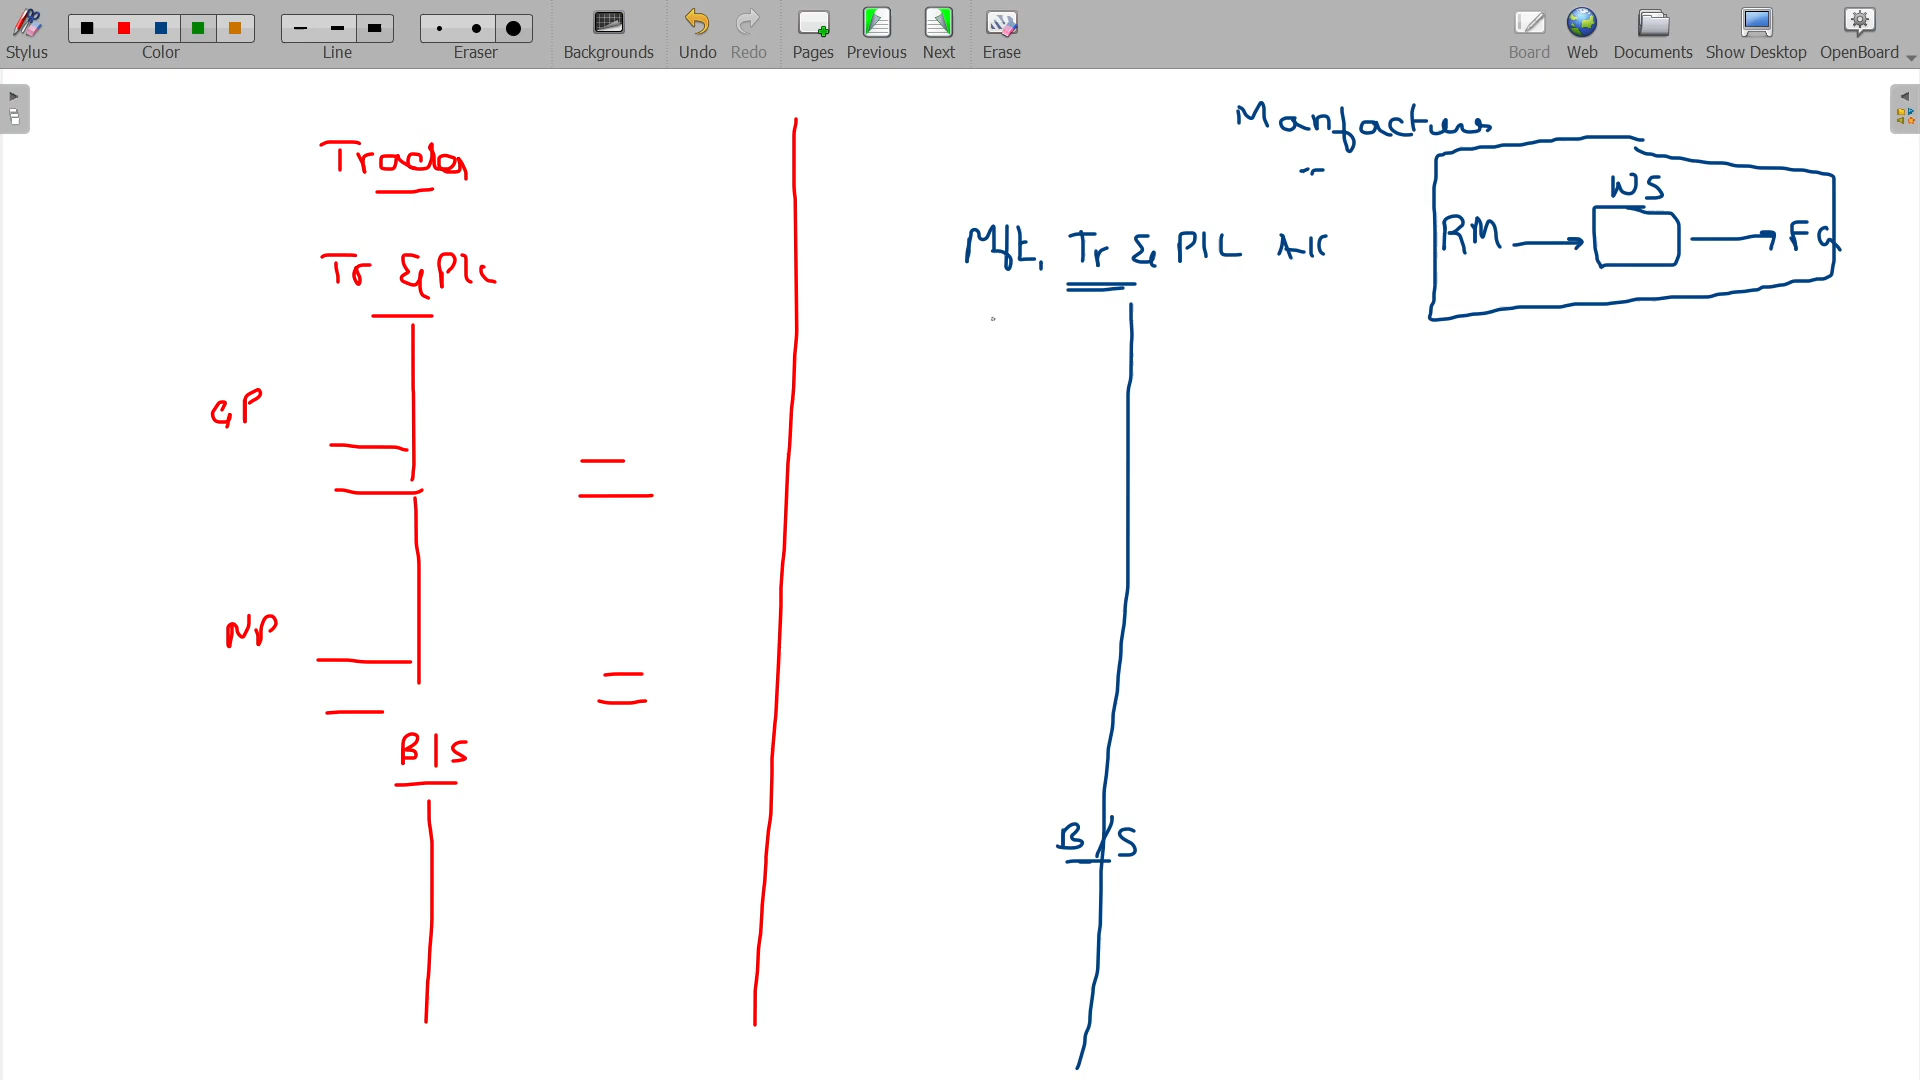 Stylus Color Line Eraser Backgrounds Undo Redo Pages Previous Next Erase Board Web Documents Show Desktop OpenBoard
Trader
Tr & P/L
GP
NP
B/S
Manfacturs
Mft, Tr & P/L A/C
WS
RM → → FG
B/S